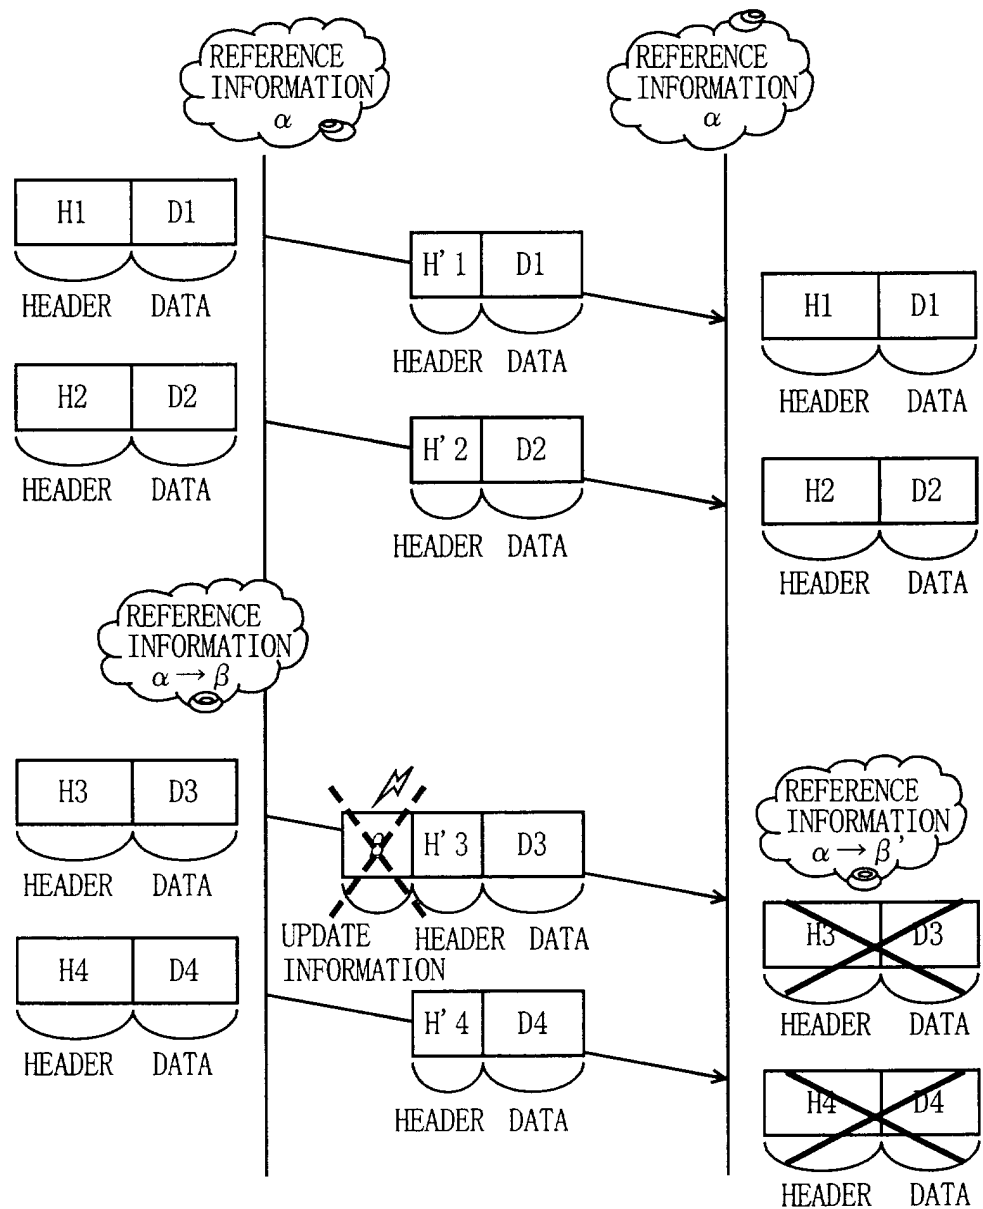 REFERENCE
INFORMATION
α
REFERENCE
INFORMATION
α
H1 D1
HEADER DATA
H'1 D1
HEADER DATA
H1 D1
HEADER DATA
H2 D2
HEADER DATA
H'2 D2
HEADER DATA
H2 D2
HEADER DATA
REFERENCE
INFORMATION
α → β
H3 D3
HEADER DATA
H'3 D3
UPDATE
INFORMATION
HEADER DATA
REFERENCE
INFORMATION
α → β'
H3 D3
HEADER DATA
H4 D4
HEADER DATA
H'4 D4
HEADER DATA
H4 D4
HEADER DATA